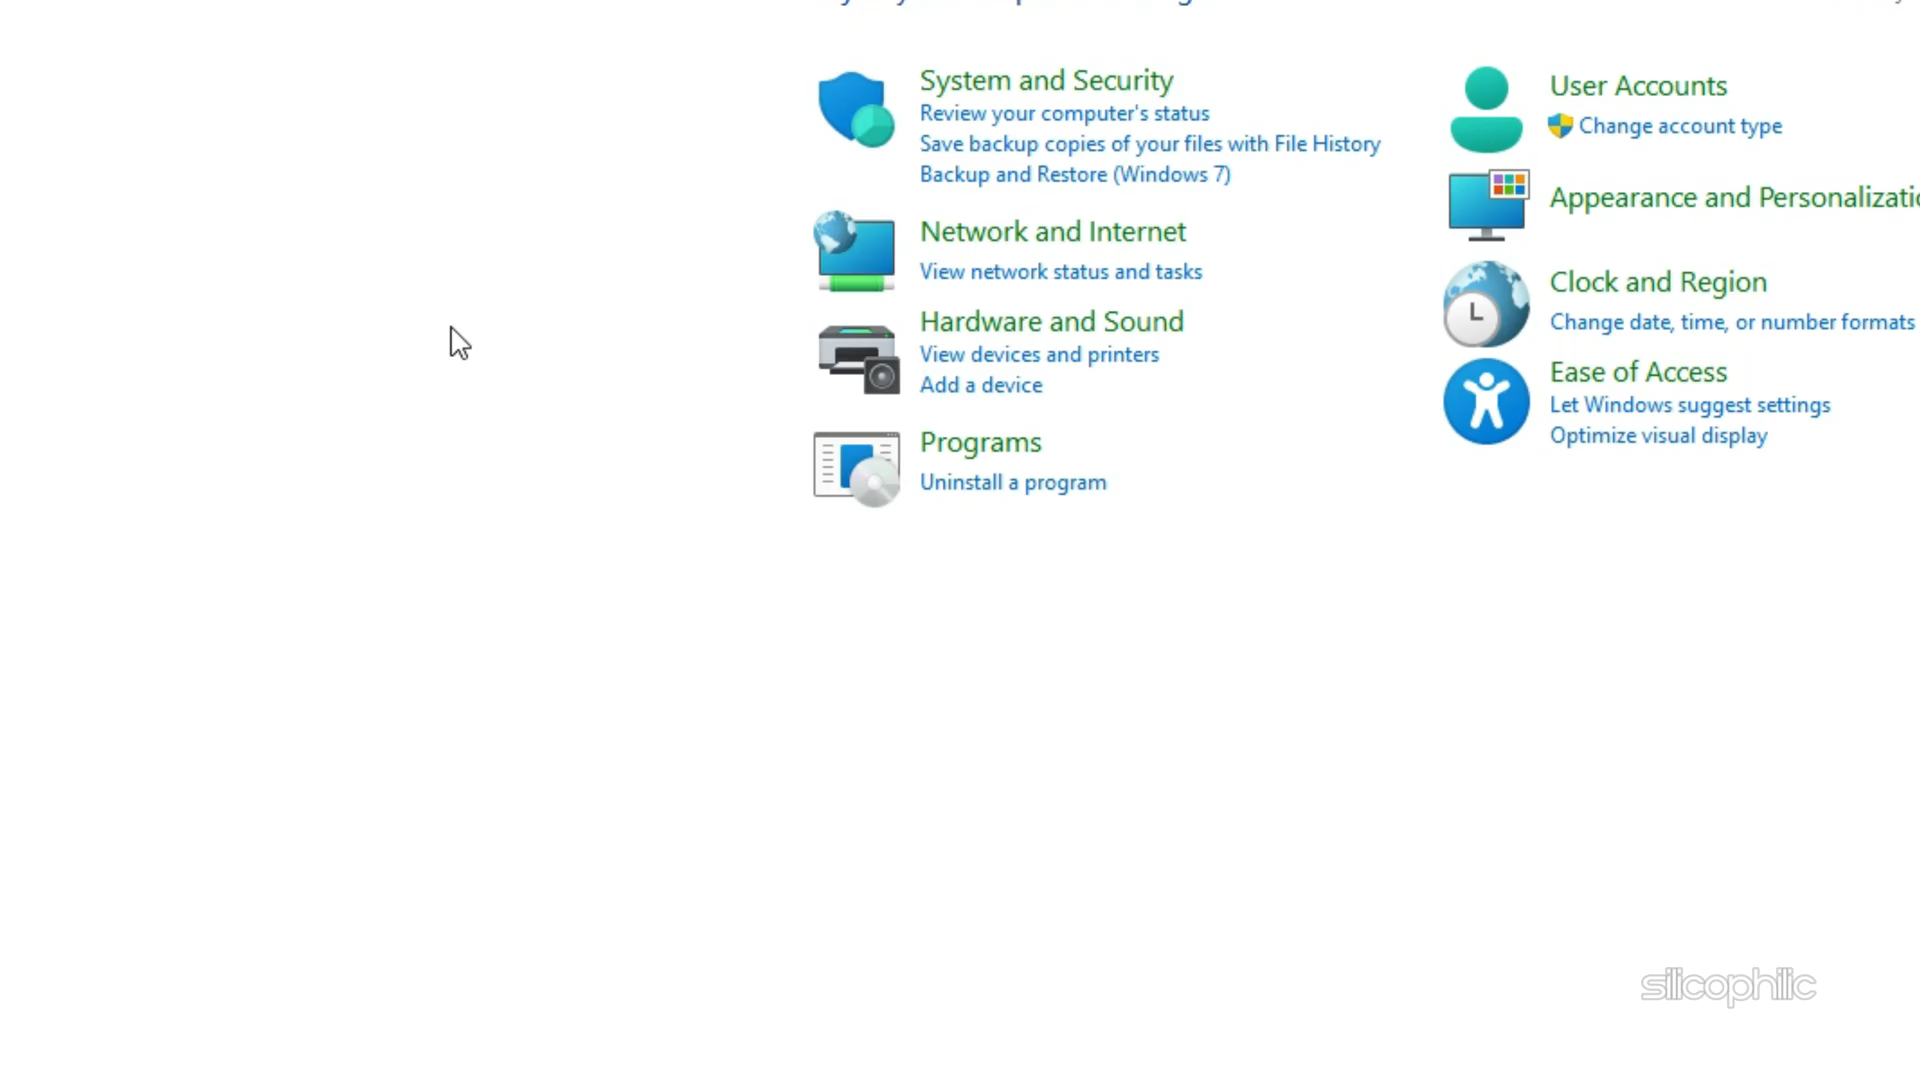 System and Security
Review your computer's status
Save backup copies of your files with File History
Backup and Restore (Windows 7)
Network and Internet
View network status and tasks
Hardware and Sound
View devices and printers
Add a device
Programs
Uninstall a program
User Accounts
Change account type
Appearance and Personalizatio
Clock and Region
Change date, time, or number formats
Ease of Access
Let Windows suggest settings
Optimize visual display
silicophilic